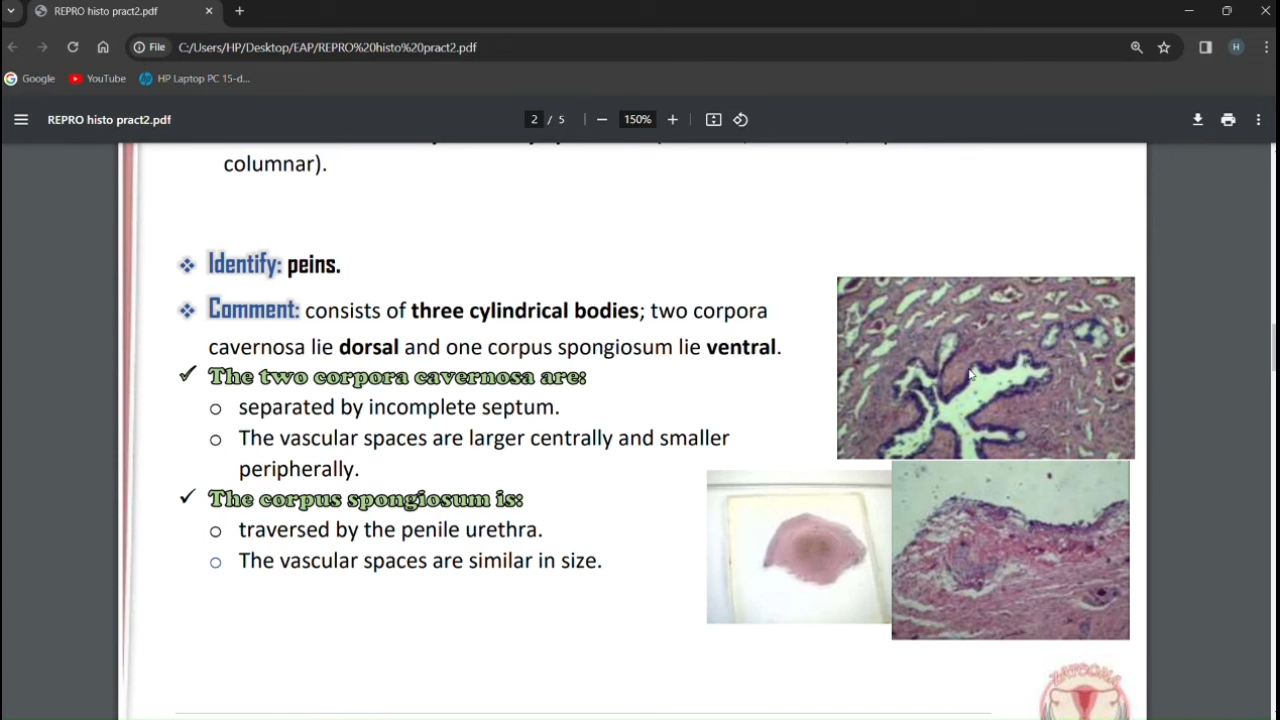 REPRO histo pract2.pdf
File C:/Users/HP/Desktop/EAP/REPRO%20histo%20pract2.pdf
H
Google YouTube HP Laptop PC 15-d...
REPRO histo pract2.pdf 2 / 5 150%
columnar).
Identify: peins.
Comment: consists of three cylindrical bodies; two corpora
cavernosa lie dorsal and one corpus spongiosum lie ventral.
The two corpora cavernosa are:
separated by incomplete septum.
The vascular spaces are larger centrally and smaller
peripherally.
The corpus spongiosum is:
traversed by the penile urethra.
The vascular spaces are similar in size.